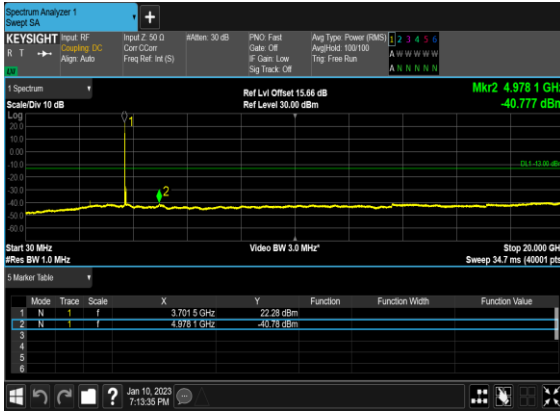 Spectrum Analyzer 1
Swept SA
+
KEYSIGHT Input: RF Input Z: 50 Ω #Atten: 30 dB PNO: Fast Avg Type: Power (RMS) 1 2 3 4 5 6
R T Coupling: DC Corr CCorr Gate: Off Avg|Hold: 100/100 A W W W W W
Align: Auto Freq Ref: Int (S) IF Gain: Low Trig: Free Run
Sig Track: Off A N N N N N
1 Spectrum
Scale/Div 10 dB
Ref Lvl Offset 15.66 dB
Ref Level 30.00 dBm
Mkr2 4.978 1 GHz
-40.777 dBm
Log
20.0
10.0
0.00
-10.0
-20.0
-30.0
-40.0
-50.0
-60.0
1
2
DL1 -13.00 dBm
Start 30 MHz Video BW 3.0 MHz* Stop 20.000 GHz
#Res BW 1.0 MHz Sweep 34.7 ms (40001 pts)
5 Marker Table
Mode Trace Scale X Y Function Function Width Function Value
1 N 1 f 3.701 5 GHz 22.28 dBm
2 N 1 f 4.978 1 GHz -40.78 dBm
3
4
5
6
? Jan 10, 2023
7:13:35 PM